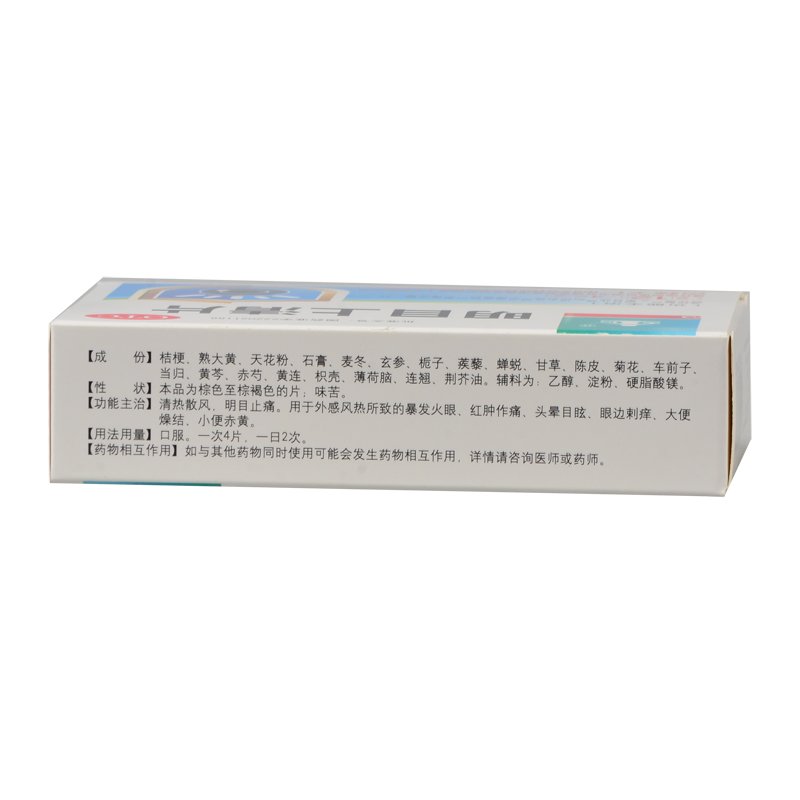 明目上清片
OTC
【成　份】桔梗、熟大黄、天花粉、石膏、麦冬、玄参、栀子、蒺藜、蝉蜕、甘草、陈皮、菊花、车前子、
当归、黄芩、赤芍、黄连、枳壳、薄荷脑、连翘、荆芥油。辅料为：乙醇、淀粉、硬脂酸镁。
【性　状】本品为棕色至棕褐色的片；味苦。
【功能主治】清热散风，明目止痛。用于外感风热所致的暴发火眼、红肿作痛、头晕目眩、眼边刺痒、大便
燥结、小便赤黄。
【用法用量】口服。一次4片，一日2次。
【药物相互作用】如与其他药物同时使用可能会发生药物相互作用，详情请咨询医师或药师。